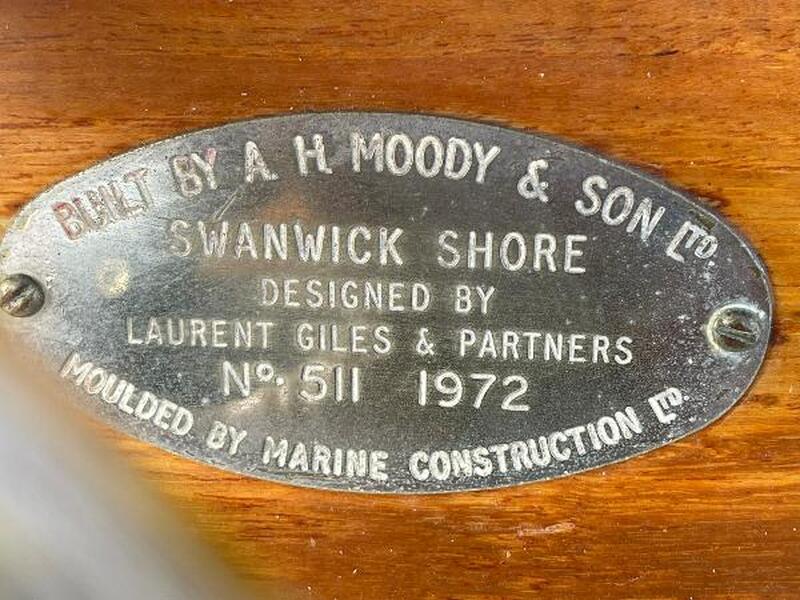 BUILT BY A. H. MOODY & SON LTD
SWANWICK SHORE
DESIGNED BY
LAURENT GILES & PARTNERS
No. 511 1972
MOULDED BY MARINE CONSTRUCTION LTD.